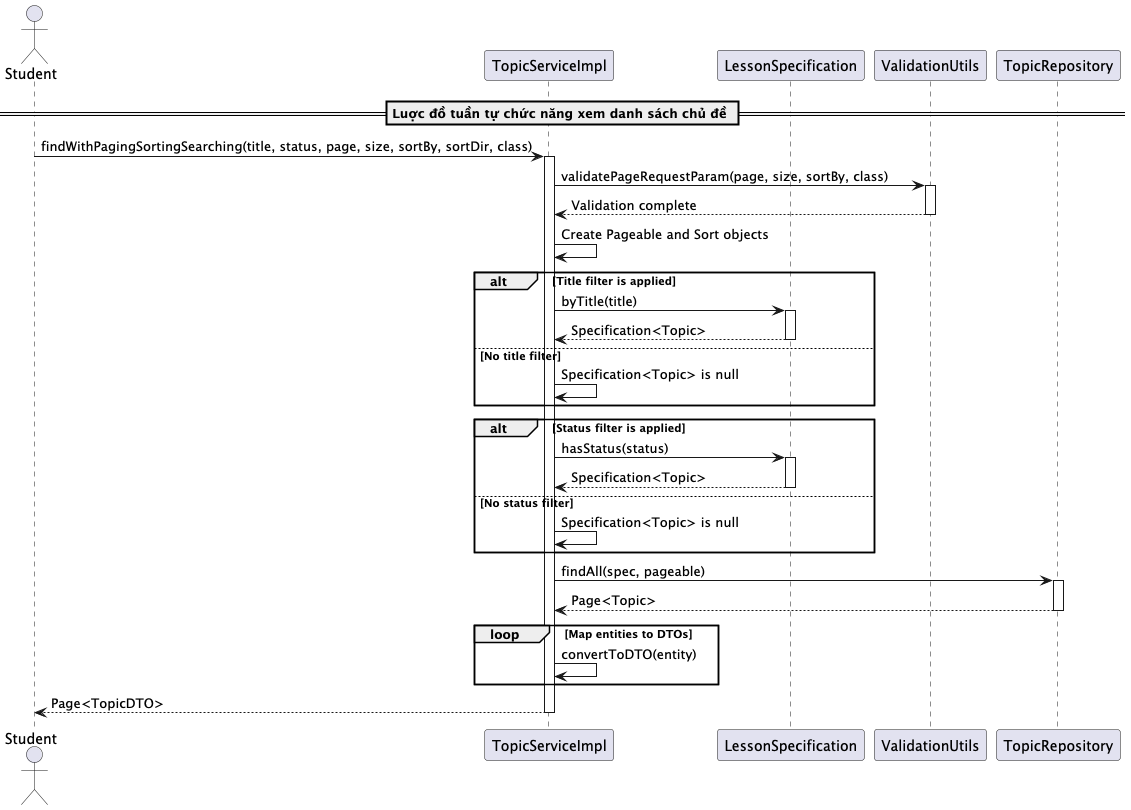 Student
TopicServiceImpl
LessonSpecification
ValidationUtils
TopicRepository
Lược đồ tuần tự chức năng xem danh sách chủ đề
findWithPagingSortingSearching(title, status, page, size, sortBy, sortDir, class)
validatePageRequestParam(page, size, sortBy, class)
Validation complete
Create Pageable and Sort objects
alt
[Title filter is applied]
byTitle(title)
Specification<Topic>
[No title filter]
Specification<Topic> is null
alt
[Status filter is applied]
hasStatus(status)
Specification<Topic>
[No status filter]
Specification<Topic> is null
findAll(spec, pageable)
Page<Topic>
loop
[Map entities to DTOs]
convertToDTO(entity)
Page<TopicDTO>
Student
TopicServiceImpl
LessonSpecification
ValidationUtils
TopicRepository